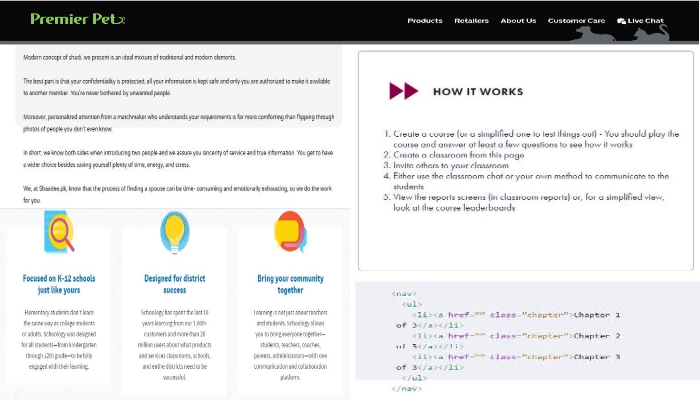 Premier Pet
Products
Retailers
About Us
Customer Care
Live Chat
Modern concept of shadi, we present is an ideal mixture of traditional and modern elements.
The best part is that your confidentiality is protected, all your information is kept safe and only you are authorized to make it available
to another member. You're never bothered by unwanted people.
Moreover, personalized attention from a matchmaker who understands your requirements is far more comforting than flipping through
photos of people you don't even know.
In short, we know both sides when introducing two people and we assure you sincerity of service and true information. You get to have
a wider choice besides saving yourself plenty of time, energy, and stress.
We, at Shaadee.pk, know that the process of finding a spouse can be time- consuming and emotionally exhausting, so we do the work
for you.
Focused on K-12 schools
just like yours
Elementary students don't learn
the same way as college students
or adults. Schoology was designed
for all students—from kindergarten
through 12th grade—to be fully
engaged with their learning.
Designed for district
success
Schoology has spent the last 10
years learning from our 1,600+
customers and more than 20
million users about what products
and services classrooms, schools,
and entire districts need to be
successful.
Bring your community
together
Learning is not just about teachers
and students. Schoology allows
you to bring everyone together—
students, teachers, coaches,
parents, administrators—with one
communication and collaboration
platform.
HOW IT WORKS
1. Create a course (or a simplified one to test things out) - You should play the
course and answer at least a few questions to see how it works
2. Create a classroom from this page
3. Invite others to your classroom
4. Either use the classroom chat or your own method to communicate to the
students
5. View the reports screens (in classroom reports) or, for a simplified view,
look at the course leaderboards
<nav>
<ul>
<li><a href="" class="chapter">Chapter 1
of 3</a></li>
<li><a href="" class="chapter">Chapter 2
of 3</a></li>
<li><a href="" class="chapter">Chapter 3
of 3</a></li>
</ul>
</nav>